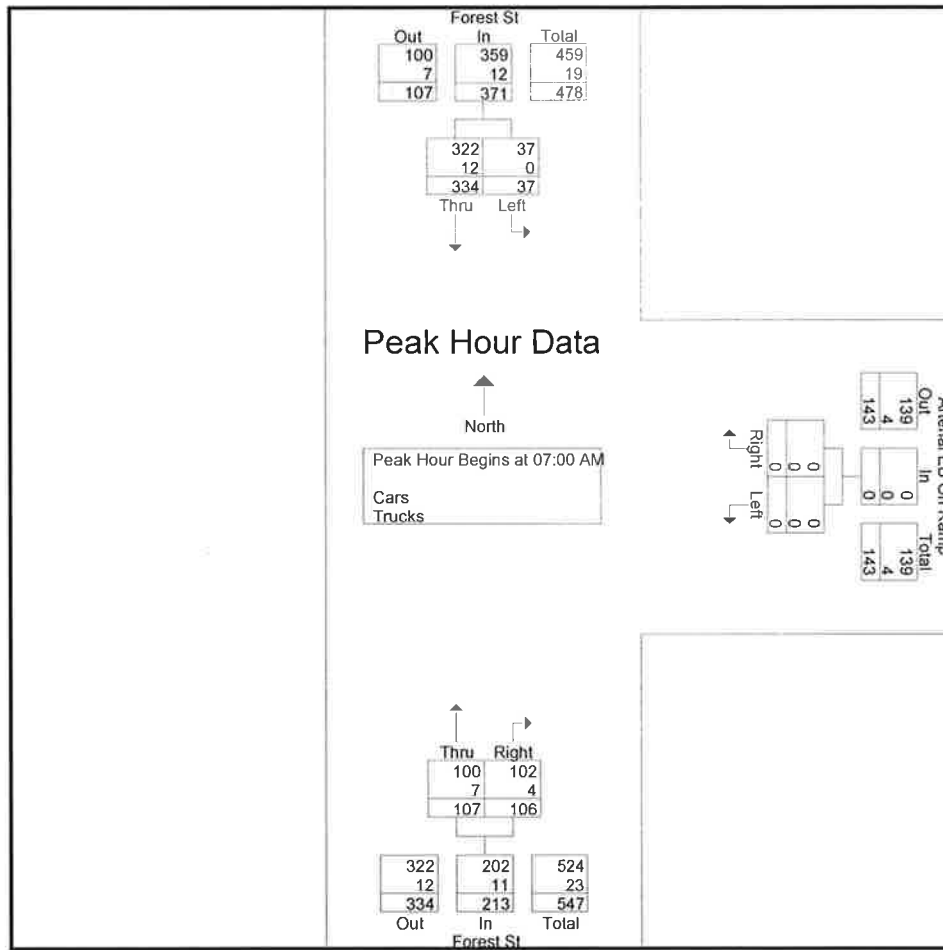 Forest St
Out In Total
100 359 459
7 12 19
107 371 478
322 37
12 0
334 37
Thru Left
Peak Hour Data
North
Peak Hour Begins at 07:00 AM
Cars
Trucks
Out In Total
139 0 139
4 0 4
143 0 143
Right Left
0 0
0 0
0 0
Thru Right
100 102
7 4
107 106
322 202 524
12 11 23
334 213 547
Out In Total
Forest St